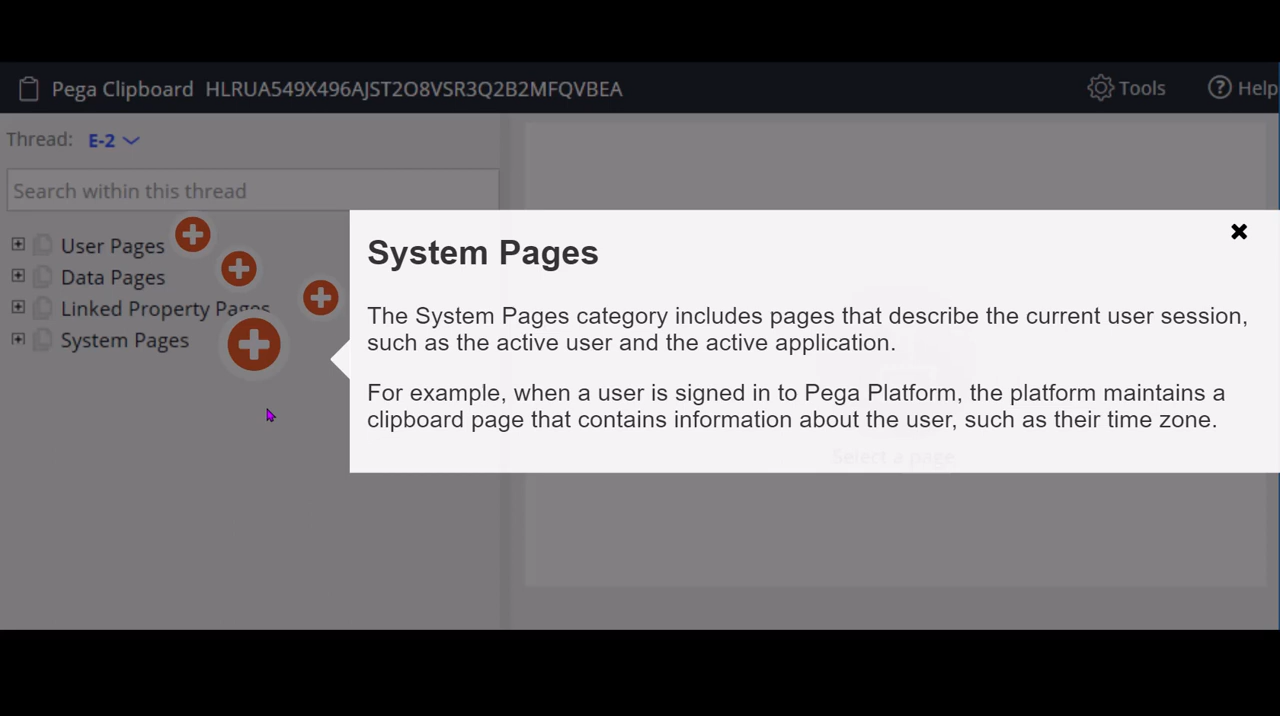 Pega Clipboard HLRUA549X496AJST2O8VSR3Q2B2MFQVBEA
Tools
Help
Thread: E-2
Search within this thread
User Pages
Data Pages
Linked Property Pages
System Pages
System Pages
The System Pages category includes pages that describe the current user session,
such as the active user and the active application.
For example, when a user is signed in to Pega Platform, the platform maintains a
clipboard page that contains information about the user, such as their time zone.
Select a page